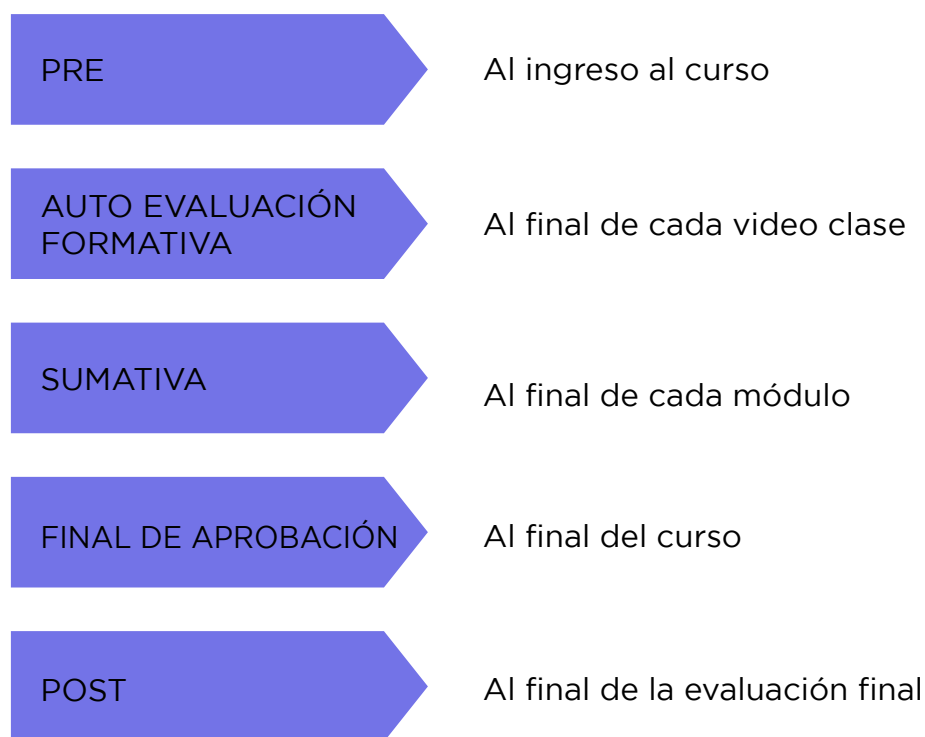 PRE
Al ingreso al curso
AUTO EVALUACIÓN
FORMATIVA
Al final de cada video clase
SUMATIVA
Al final de cada módulo
FINAL DE APROBACIÓN
Al final del curso
POST
Al final de la evaluación final